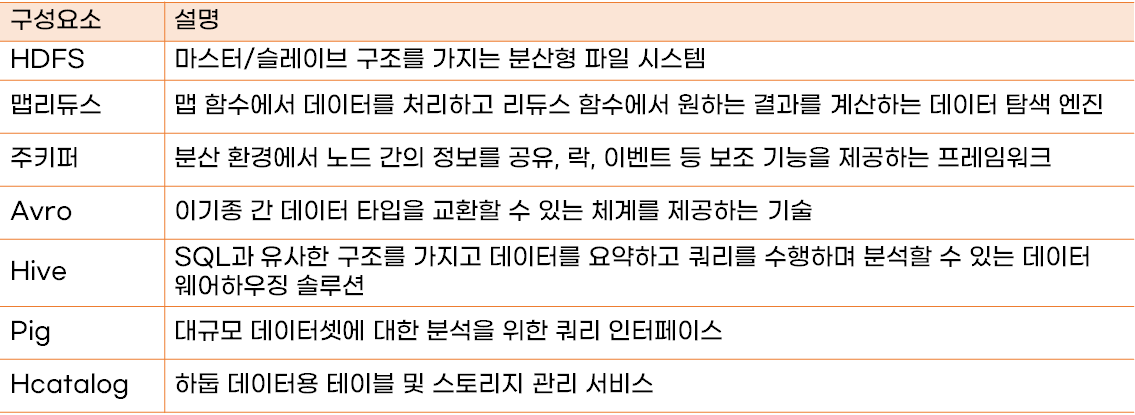 구성요소 설명
HDFS 마스터/슬레이브 구조를 가지는 분산형 파일 시스템
맵리듀스 맵 함수에서 데이터를 처리하고 리듀스 함수에서 원하는 결과를 계산하는 데이터 탐색 엔진
주키퍼 분산 환경에서 노드 간의 정보를 공유, 락, 이벤트 등 보조 기능을 제공하는 프레임워크
Avro 이기종 간 데이터 타입을 교환할 수 있는 체계를 제공하는 기술
Hive SQL과 유사한 구조를 가지고 데이터를 요약하고 쿼리를 수행하며 분석할 수 있는 데이터
웨어하우징 솔루션
Pig 대규모 데이터셋에 대한 분석을 위한 쿼리 인터페이스
Hcatalog 하둡 데이터용 테이블 및 스토리지 관리 서비스